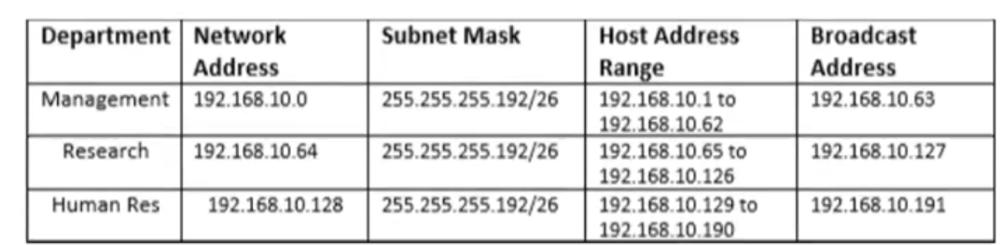 Department Network Address Subnet Mask Host Address Range Broadcast Address
Management 192.168.10.0 255.255.255.192/26 192.168.10.1 to 192.168.10.62 192.168.10.63
Research 192.168.10.64 255.255.255.192/26 192.168.10.65 to 192.168.10.126 192.168.10.127
Human Res 192.168.10.128 255.255.255.192/26 192.168.10.129 to 192.168.10.190 192.168.10.191